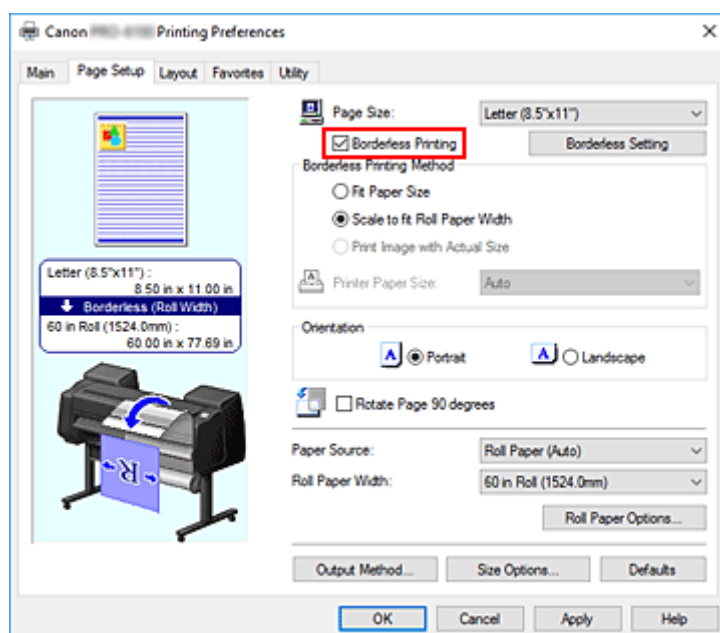 Canon Printing Preferences
Main Page Setup Layout Favorites Utility
Page Size: Letter (8.5"x11")
Borderless Printing Borderless Setting
Borderless Printing Method
Fit Paper Size
Scale to fit Roll Paper Width
Print Image with Actual Size
Printer Paper Size: Auto
Letter (8.5"x11") :
8.50 in x 11.00 in
Borderless (Roll Width)
60 in Roll (1524.0mm) :
60.00 in x 77.69 in
Orientation
A Portrait A Landscape
Rotate Page 90 degrees
Paper Source: Roll Paper (Auto)
Roll Paper Width: 60 in Roll (1524.0mm)
R
Roll Paper Options...
Output Method... Size Options... Defaults
OK Cancel Apply Help